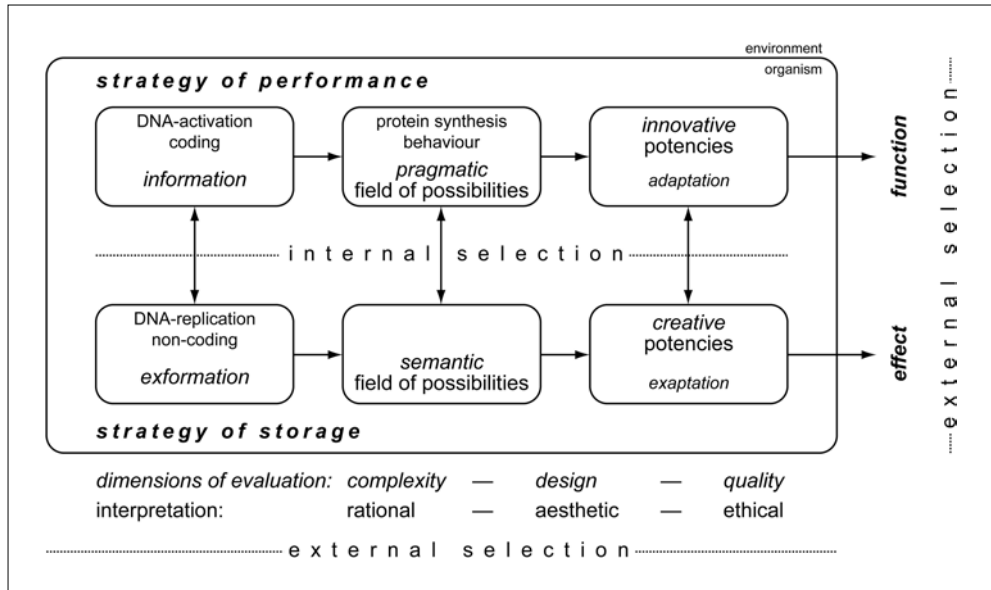 environment
organism
strategy of performance
DNA-activation
coding
information
protein synthesis
behaviour
pragmatic
field of possibilities
innovative
potencies
adaptation
function
internal selection
DNA-replication
non-coding
exformation
semantic
field of possibilities
creative
potencies
exaptation
effect
external selection
strategy of storage
dimensions of evaluation: complexity — design — quality
interpretation: rational — aesthetic — ethical
external selection